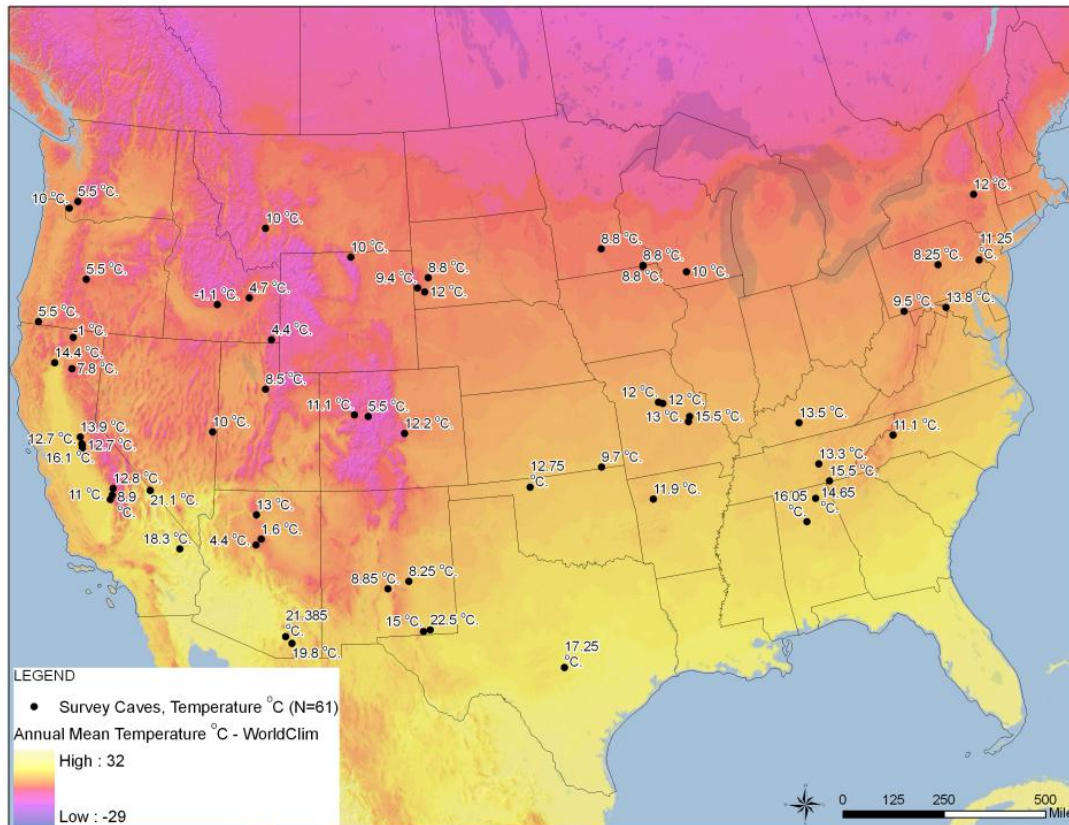 12 °C.
5.5 °C.
10 °C.
11.25
°C.
10 °C.
8.8 °C.
8.8 °C.
8.8 °C.
10 °C.
8.25 °C.
10 °C.
5.5 °C.
9.4 °C.
8.8 °C.
12 °C.
-1.1 °C.
4.7 °C.
9.5 °C.
13.8 °C.
5.5 °C.
-1 °C.
4.4 °C.
14.4 °C.
7.8 °C.
8.5 °C.
11.1 °C.
5.5 °C.
12 °C.
12 °C.
13 °C.
15.5 °C.
13.5 °C.
10 °C.
12.2 °C.
13.9 °C.
12.7 °C.
12.7 °C.
16.1 °C.
11.1 °C.
13.3 °C.
15.5 °C.
12.75
°C.
9.7 °C.
12.8 °C.
11 °C.
8.9
°C.
21.1 °C.
11.9 °C.
16.05
°C.
14.65
°C.
13 °C.
1.6 °C.
4.4 °C.
18.3 °C.
8.85 °C.
8.25 °C.
21.385
°C.
15 °C.
22.5 °C.
19.8 °C.
17.25
°C.
LEGEND
Survey Caves, Temperature °C (N=61)
Annual Mean Temperature °C - WorldClim
High : 32
Low : -29
0 125 250 500
Miles